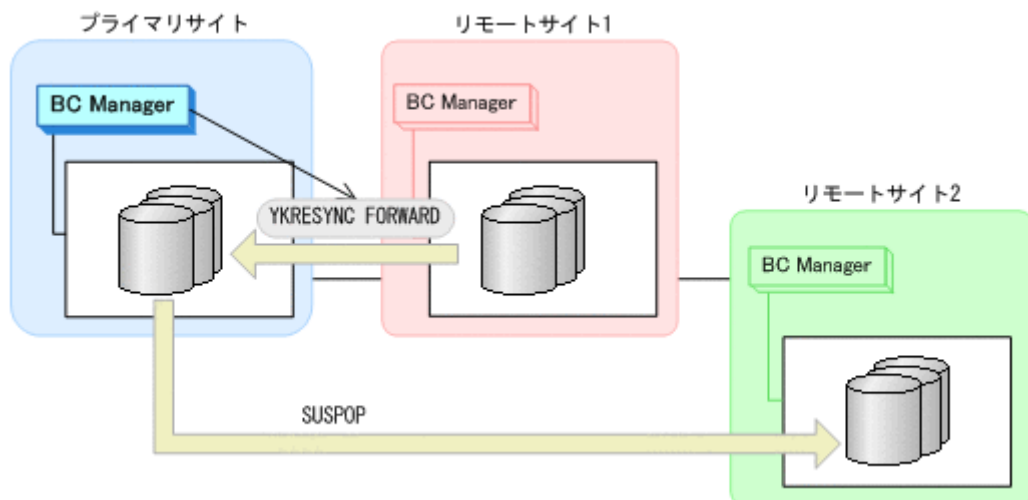 プライマリサイト
リモートサイト1
BC Manager
BC Manager
YKRESYNC FORWARD
リモートサイト2
BC Manager
SUSPOP